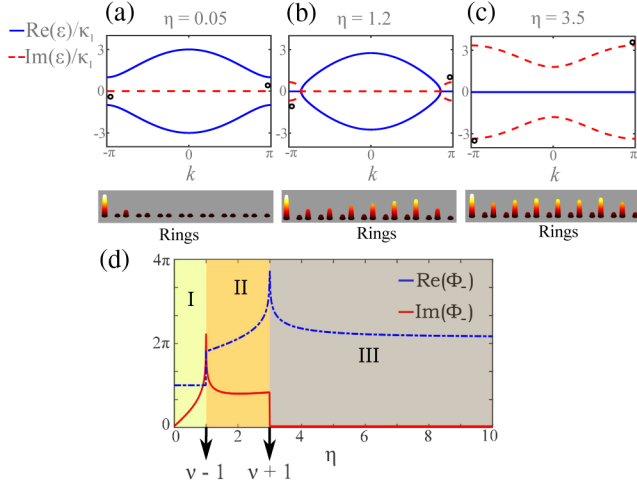 (a) η = 0.05 (b) η = 1.2 (c) η = 3.5
Re(ε)/κ₁
Im(ε)/κ₁
3 3 3
0 0 0
-3 -3 -3
-π 0 π -π 0 π -π 0 π
k k k
Rings Rings Rings
(d)
4π
I II Re(Φ_)
Im(Φ_)
2π
III
0
0 2 4 6 8 10
ν - 1 ν + 1 η